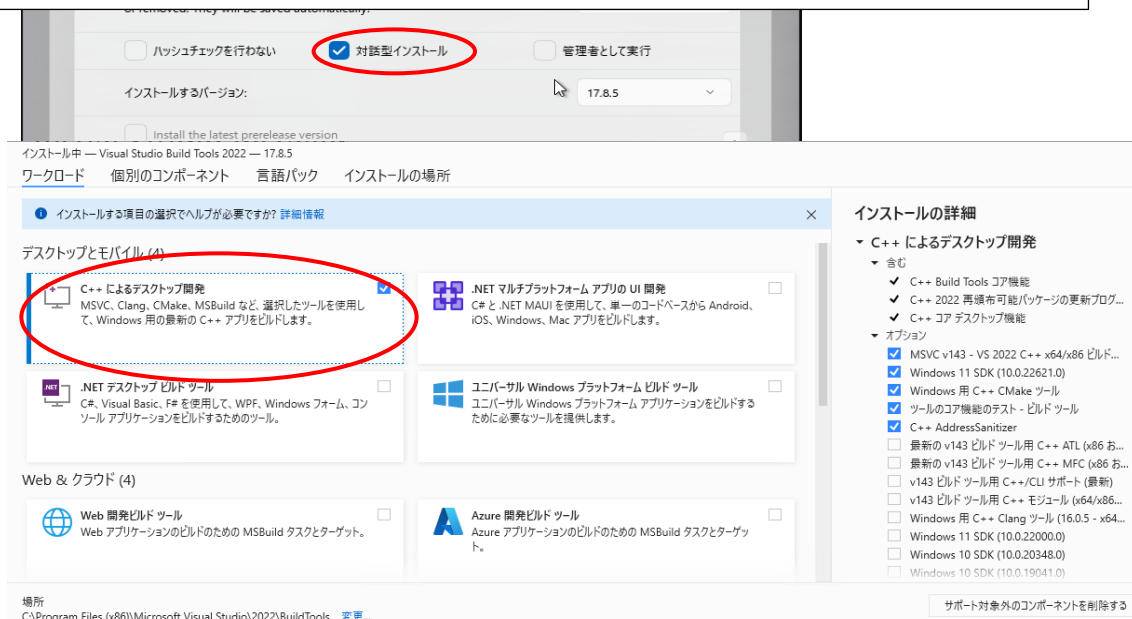 or removed. They will be saved automatically.
ハッシュチェックを行わない 対話型インストール 管理者として実行
インストールするバージョン: 17.8.5
Install the latest prerelease version
インストール中 — Visual Studio Build Tools 2022 — 17.8.5
ワークロード 個別のコンポーネント 言語パック インストールの場所
インストールする項目の選択でヘルプが必要ですか? 詳細情報
デスクトップとモバイル (4)
C++ によるデスクトップ開発
MSVC、Clang、CMake、MSBuild など、選択したツールを使用し
て、Windows 用の最新の C++ アプリをビルドします。
.NET マルチプラットフォーム アプリの UI 開発
C# と .NET MAUI を使用して、単一のコードベースから Android、
iOS、Windows、Mac アプリをビルドします。
.NET
.NET デスクトップ ビルド ツール
C#、Visual Basic、F# を使用して、WPF、Windows フォーム、コン
ソール アプリケーションをビルドするためのツール。
ユニバーサル Windows プラットフォーム ビルド ツール
ユニバーサル Windows プラットフォーム アプリケーションをビルドする
ために必要なツールを提供します。
Web & クラウド (4)
Web 開発ビルド ツール
Web アプリケーションのビルドのための MSBuild タスクとターゲット。
Azure 開発ビルド ツール
Azure アプリケーションのビルドのための MSBuild タスクとターゲッ
ト。
場所
C:\Program Files (x86)\Microsoft Visual Studio\2022\BuildTools 変更...
インストールの詳細
C++ によるデスクトップ開発
含む
C++ Build Tools コア機能
C++ 2022 再頒布可能パッケージの更新プログ...
C++ コア デスクトップ機能
オプション
MSVC v143 - VS 2022 C++ x64/x86 ビルド...
Windows 11 SDK (10.0.22621.0)
Windows 用 C++ CMake ツール
ツールのコア機能のテスト - ビルド ツール
C++ AddressSanitizer
最新の v143 ビルド ツール用 C++ ATL (x86 お...
最新の v143 ビルド ツール用 C++ MFC (x86 お...
v143 ビルド ツール用 C++/CLI サポート (最新)
v143 ビルド ツール用 C++ モジュール (x64/x86...
Windows 用 C++ Clang ツール (16.0.5 - x64...
Windows 11 SDK (10.0.22000.0)
Windows 10 SDK (10.0.20348.0)
Windows 10 SDK (10.0.19041.0)
サポート対象外のコンポーネントを削除する